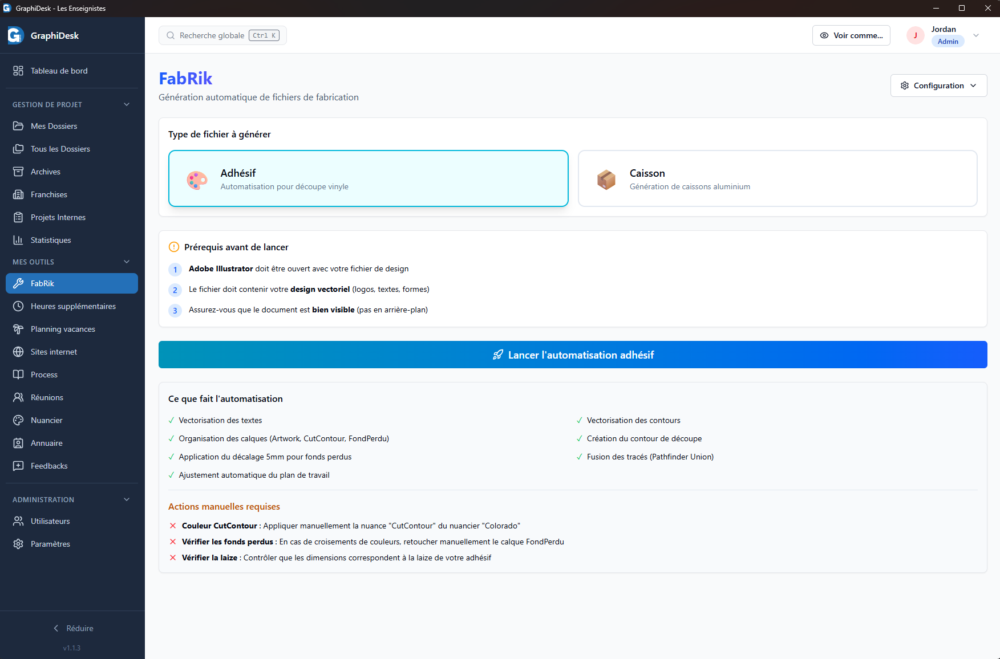 GraphiDesk - Les Enseignistes
GraphiDesk
Recherche globale Ctrl K
Voir comme...
J
Jordan
Admin
Tableau de bord
GESTION DE PROJET
Mes Dossiers
Tous les Dossiers
Archives
Franchises
Projets Internes
Statistiques
MES OUTILS
FabRik
Heures supplémentaires
Planning vacances
Sites internet
Process
Réunions
Nuancier
Annuaire
Feedbacks
ADMINISTRATION
Utilisateurs
Paramètres
Réduire
v1.1.3
FabRik
Génération automatique de fichiers de fabrication
Configuration
Type de fichier à générer
Adhésif
Automatisation pour découpe vinyle
Caisson
Génération de caissons aluminium
Prérequis avant de lancer
1 Adobe Illustrator doit être ouvert avec votre fichier de design
2 Le fichier doit contenir votre design vectoriel (logos, textes, formes)
3 Assurez-vous que le document est bien visible (pas en arrière-plan)
Lancer l'automatisation adhésif
Ce que fait l'automatisation
✓ Vectorisation des textes
✓ Vectorisation des contours
✓ Organisation des calques (Artwork, CutContour, FondPerdu)
✓ Création du contour de découpe
✓ Application du décalage 5mm pour fonds perdus
✓ Fusion des tracés (Pathfinder Union)
✓ Ajustement automatique du plan de travail
Actions manuelles requises
Couleur CutContour : Appliquer manuellement la nuance "CutContour" du nuancier "Colorado"
Vérifier les fonds perdus : En cas de croisements de couleurs, retoucher manuellement le calque FondPerdu
Vérifier la laize : Contrôler que les dimensions correspondent à la laize de votre adhésif